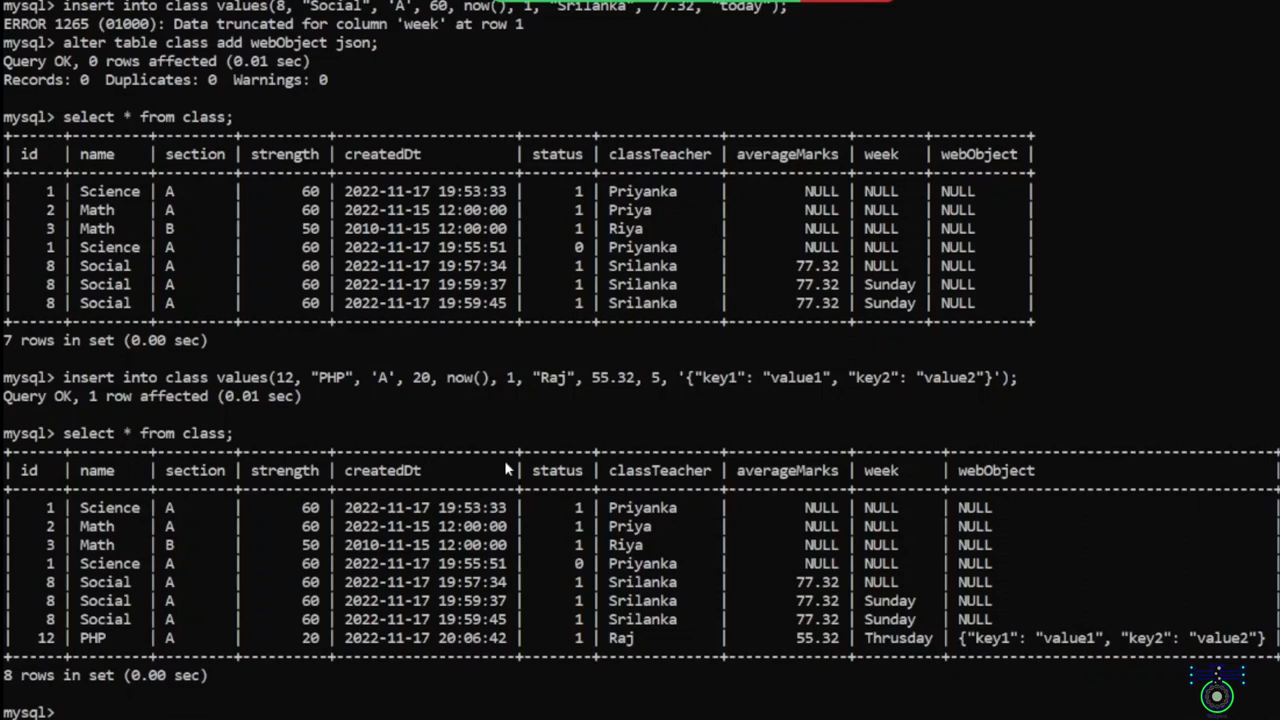 mysql> insert into class values(8, "Social", 'A', 60, now(), 1, "Srilanka", 77.32, "today");
ERROR 1265 (01000): Data truncated for column 'week' at row 1
mysql> alter table class add webObject json;
Query OK, 0 rows affected (0.01 sec)
Records: 0  Duplicates: 0  Warnings: 0
mysql> select * from class;
| id | name | section | strength | createdDt | status | classTeacher | averageMarks | week | webObject |
| 1 | Science | A | 60 | 2022-11-17 19:53:33 | 1 | Priyanka | NULL | NULL | NULL |
| 2 | Math | A | 60 | 2022-11-15 12:00:00 | 1 | Priya | NULL | NULL | NULL |
| 3 | Math | B | 50 | 2010-11-15 12:00:00 | 1 | Riya | NULL | NULL | NULL |
| 1 | Science | A | 60 | 2022-11-17 19:55:51 | 0 | Priyanka | NULL | NULL | NULL |
| 8 | Social | A | 60 | 2022-11-17 19:57:34 | 1 | Srilanka | 77.32 | NULL | NULL |
| 8 | Social | A | 60 | 2022-11-17 19:59:37 | 1 | Srilanka | 77.32 | Sunday | NULL |
| 8 | Social | A | 60 | 2022-11-17 19:59:45 | 1 | Srilanka | 77.32 | Sunday | NULL |
7 rows in set (0.00 sec)
mysql> insert into class values(12, "PHP", 'A', 20, now(), 1, "Raj", 55.32, 5, '{"key1": "value1", "key2": "value2"}');
Query OK, 1 row affected (0.01 sec)
mysql> select * from class;
| id | name | section | strength | createdDt | status | classTeacher | averageMarks | week | webObject
| 1 | Science | A | 60 | 2022-11-17 19:53:33 | 1 | Priyanka | NULL | NULL | NULL
| 2 | Math | A | 60 | 2022-11-15 12:00:00 | 1 | Priya | NULL | NULL | NULL
| 3 | Math | B | 50 | 2010-11-15 12:00:00 | 1 | Riya | NULL | NULL | NULL
| 1 | Science | A | 60 | 2022-11-17 19:55:51 | 0 | Priyanka | NULL | NULL | NULL
| 8 | Social | A | 60 | 2022-11-17 19:57:34 | 1 | Srilanka | 77.32 | NULL | NULL
| 8 | Social | A | 60 | 2022-11-17 19:59:37 | 1 | Srilanka | 77.32 | Sunday | NULL
| 8 | Social | A | 60 | 2022-11-17 19:59:45 | 1 | Srilanka | 77.32 | Sunday | NULL
| 12 | PHP | A | 20 | 2022-11-17 20:06:42 | 1 | Raj | 55.32 | Thrusday | {"key1": "value1", "key2": "value2"} |
8 rows in set (0.00 sec)
mysql>